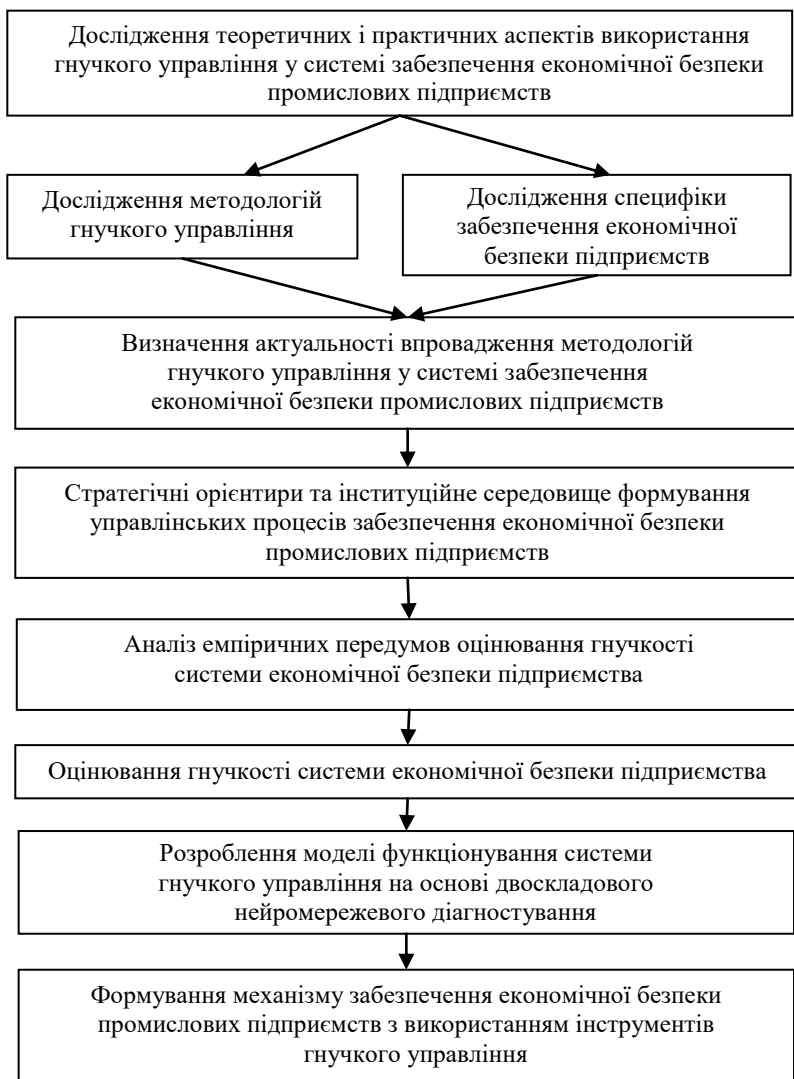 Дослідження теоретичних і практичних аспектів використання
гнучкого управління у системі забезпечення економічної безпеки
промислових підприємств
Дослідження методологій
гнучкого управління
Дослідження специфіки
забезпечення економічної
безпеки підприємств
Визначення актуальності впровадження методологій
гнучкого управління у системі забезпечення
економічної безпеки промислових підприємств
Стратегічні орієнтири та інституційне середовище формування
управлінських процесів забезпечення економічної безпеки
промислових підприємств
Аналіз емпіричних передумов оцінювання гнучкості
системи економічної безпеки підприємства
Оцінювання гнучкості системи економічної безпеки підприємства
Розроблення моделі функціонування системи
гнучкого управління на основі двоскладового
нейромережевого діагностування
Формування механізму забезпечення економічної безпеки
промислових підприємств з використанням інструментів
гнучкого управління